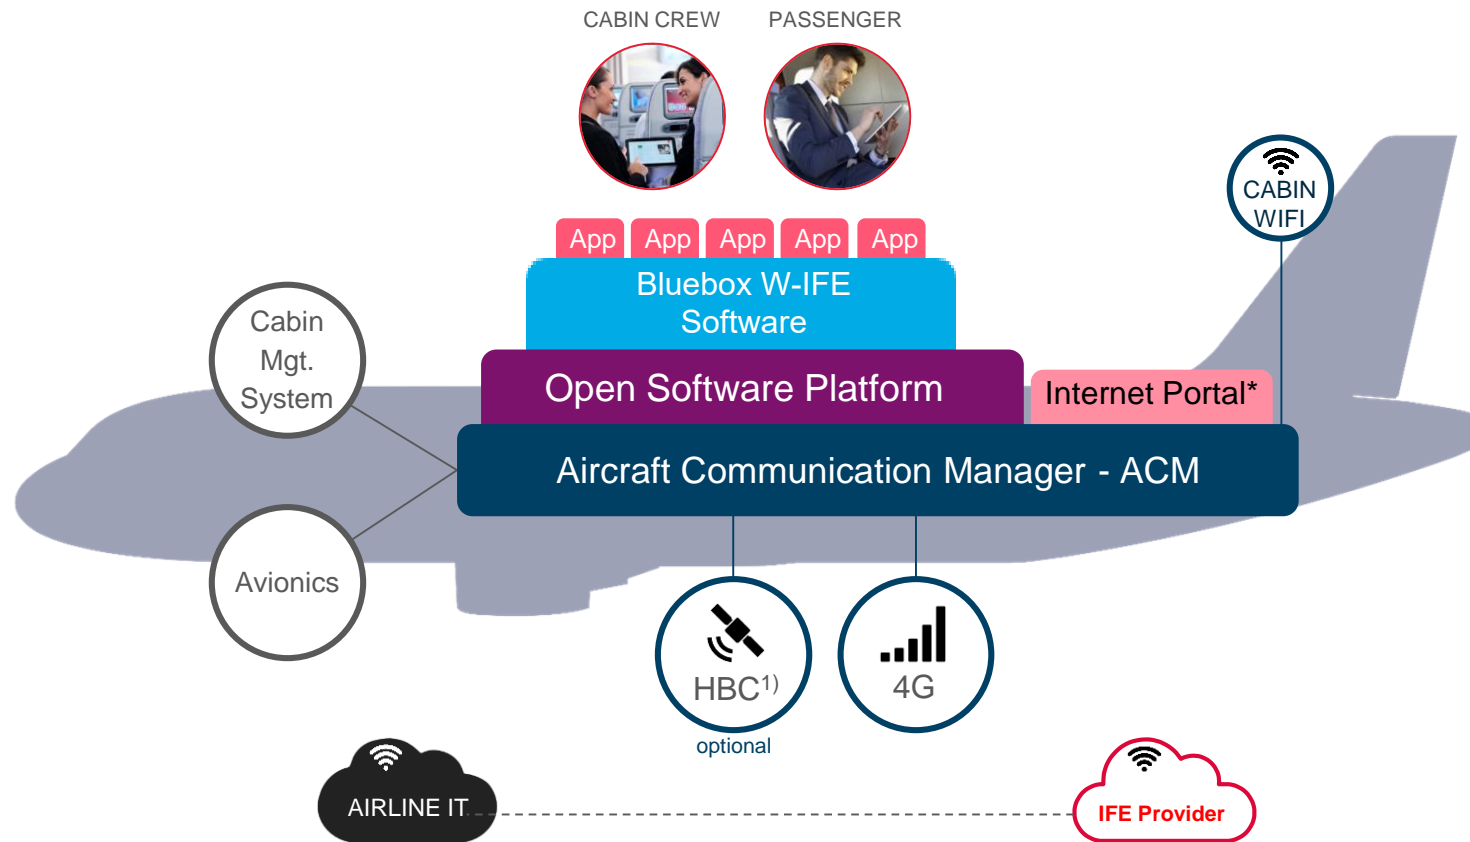 CABIN CREW
PASSENGER
CABIN
WIFI
App App App App App
Bluebox W-IFE
Software
Cabin
Mgt.
System
Open Software Platform
Internet Portal*
Aircraft Communication Manager - ACM
Avionics
HBC1)
4G
optional
AIRLINE IT
IFE Provider